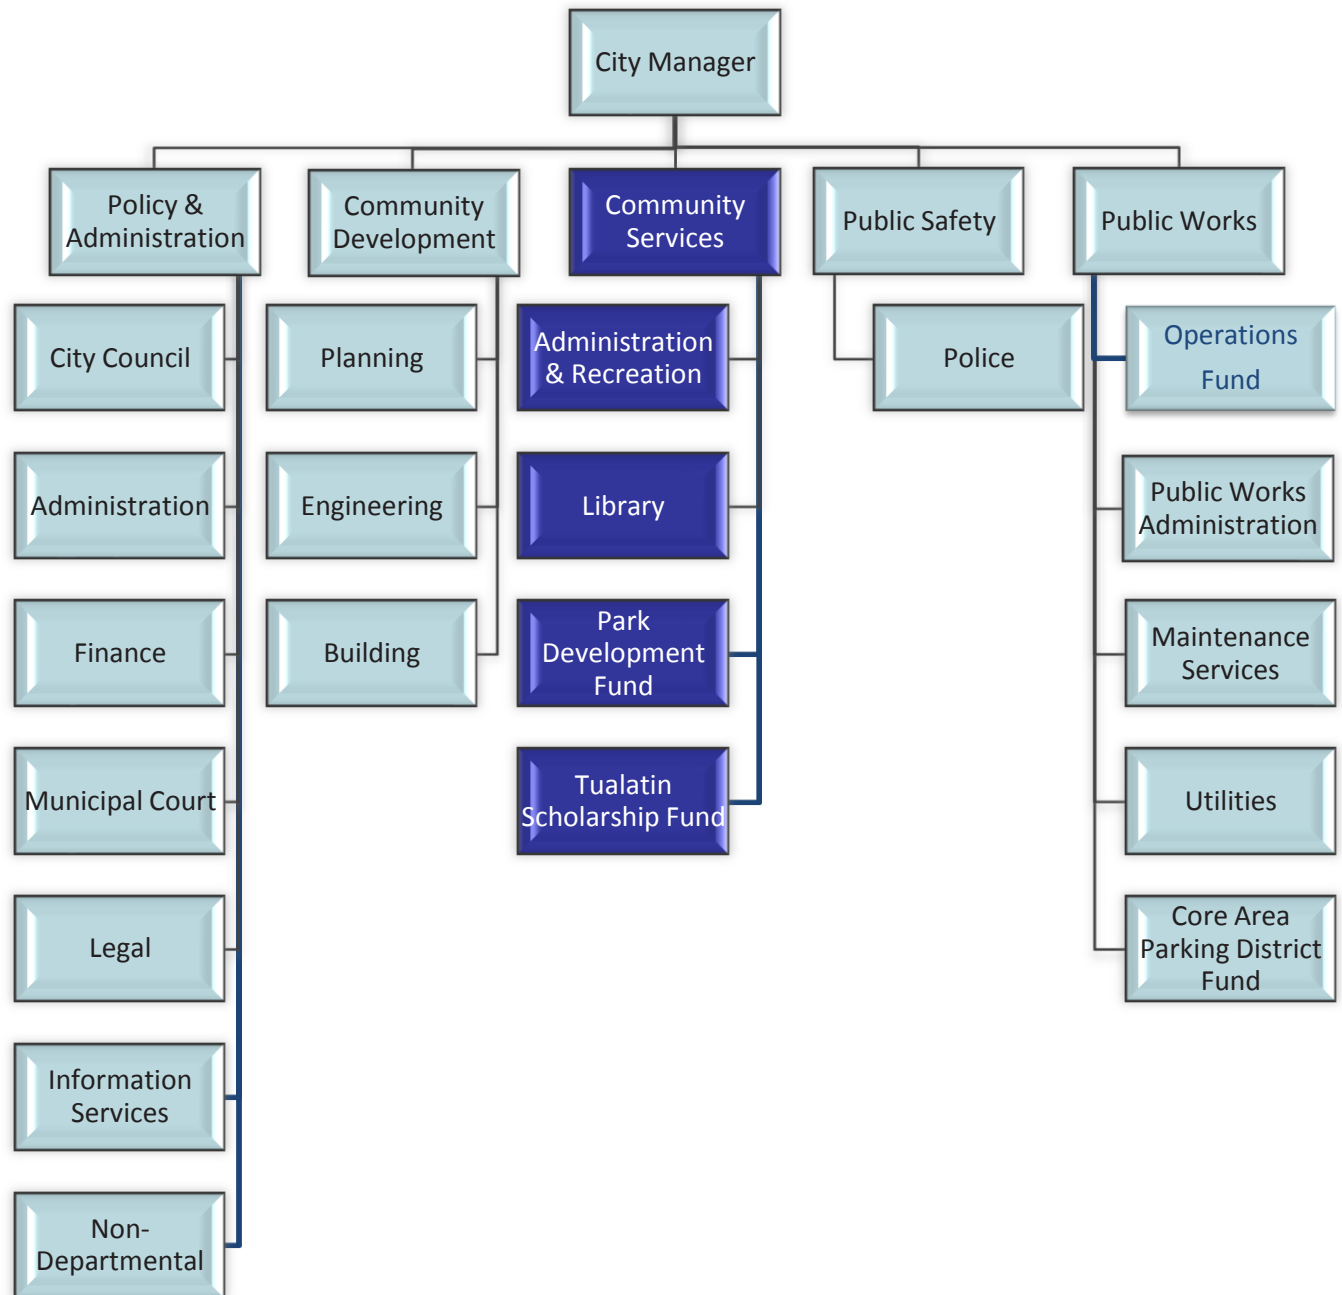 City Manager
Policy &
Administration
Community
Development
Community
Services
Public Safety
Public Works
City Council
Administration
Finance
Municipal Court
Legal
Information
Services
Non-
Departmental
Planning
Engineering
Building
Administration
& Recreation
Library
Park
Development
Fund
Tualatin
Scholarship Fund
Police
Operations
Fund
Public Works
Administration
Maintenance
Services
Utilities
Core Area
Parking District
Fund